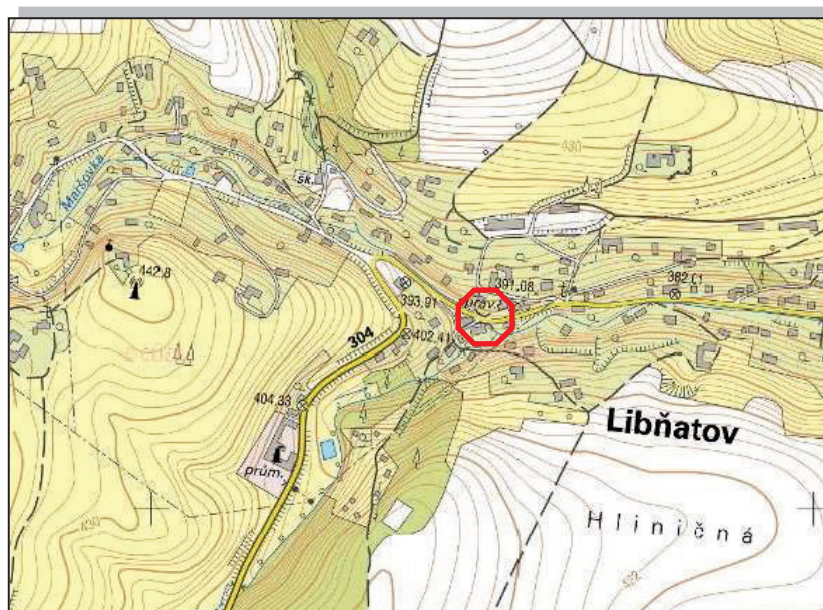 Maršovka
šk.
430
442.8
391.08
382.01
393.91
304
402.41
404.33
prům.
Libňatov
Hliničná
430